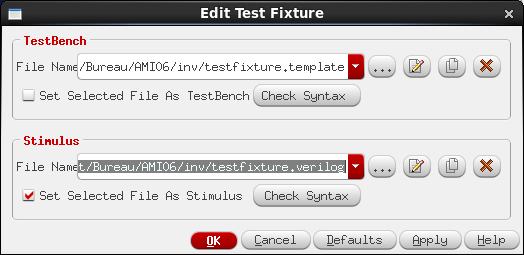 Edit Test Fixture
TestBench
File Name /Bureau/AMI06/inv/testfixture.template ...
Set Selected File As TestBench Check Syntax
Stimulus
File Name t/Bureau/AMI06/inv/testfixture.verilog ...
Set Selected File As Stimulus Check Syntax
OK Cancel Defaults Apply Help